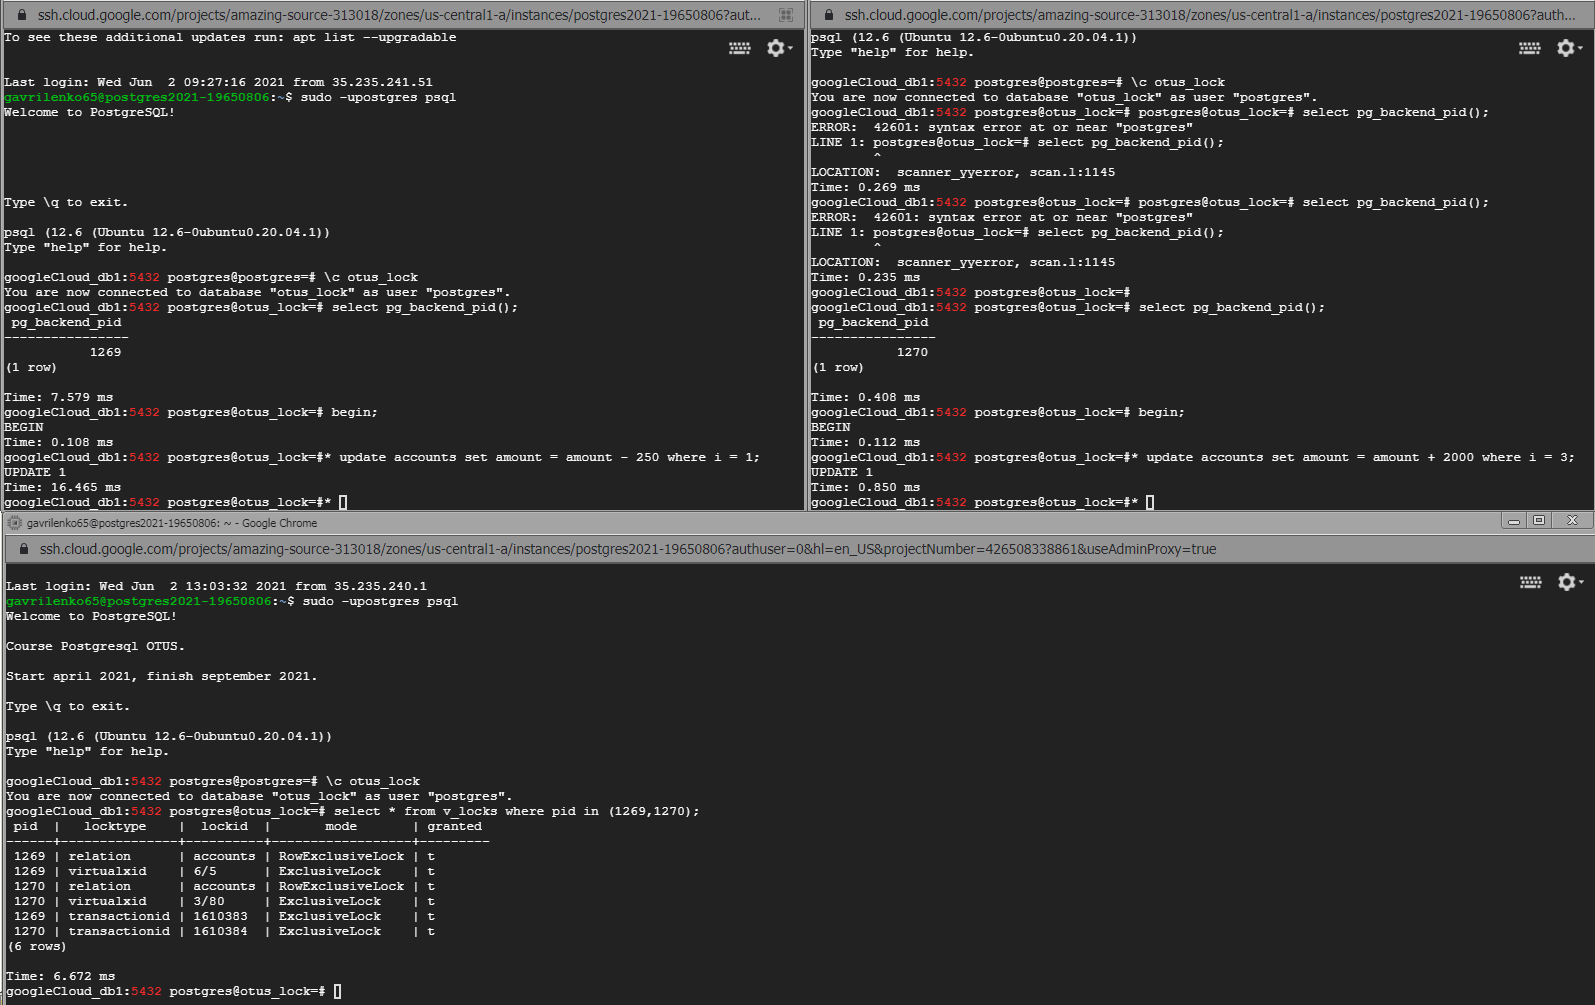 ssh.cloud.google.com/projects/amazing-source-313018/zones/us-central1-a/instances/postgres2021-19650806?aut...
To see these additional updates run: apt list --upgradable
Last login: Wed Jun  2 09:27:16 2021 from 35.235.241.51
gavrilenko65@postgres2021-19650806:~$ sudo -upostgres psql
Welcome to PostgreSQL!
Type \q to exit.
psql (12.6 (Ubuntu 12.6-0ubuntu0.20.04.1))
Type "help" for help.
googleCloud_db1:5432 postgres@postgres=# \c otus_lock
You are now connected to database "otus_lock" as user "postgres".
googleCloud_db1:5432 postgres@otus_lock=# select pg_backend_pid();
 pg_backend_pid
----------------
           1269
(1 row)
Time: 7.579 ms
googleCloud_db1:5432 postgres@otus_lock=# begin;
BEGIN
Time: 0.108 ms
googleCloud_db1:5432 postgres@otus_lock=#* update accounts set amount = amount - 250 where i = 1;
UPDATE 1
Time: 16.465 ms
googleCloud_db1:5432 postgres@otus_lock=#*
ssh.cloud.google.com/projects/amazing-source-313018/zones/us-central1-a/instances/postgres2021-19650806?auth...
psql (12.6 (Ubuntu 12.6-0ubuntu0.20.04.1))
Type "help" for help.
googleCloud_db1:5432 postgres@postgres=# \c otus_lock
You are now connected to database "otus_lock" as user "postgres".
googleCloud_db1:5432 postgres@otus_lock=# postgres@otus_lock=# select pg_backend_pid();
ERROR:  42601: syntax error at or near "postgres"
LINE 1: postgres@otus_lock=# select pg_backend_pid();
        ^
LOCATION:  scanner_yyerror, scan.l:1145
Time: 0.269 ms
googleCloud_db1:5432 postgres@otus_lock=# postgres@otus_lock=# select pg_backend_pid();
ERROR:  42601: syntax error at or near "postgres"
LINE 1: postgres@otus_lock=# select pg_backend_pid();
        ^
LOCATION:  scanner_yyerror, scan.l:1145
Time: 0.235 ms
googleCloud_db1:5432 postgres@otus_lock=#
googleCloud_db1:5432 postgres@otus_lock=# select pg_backend_pid();
 pg_backend_pid
----------------
           1270
(1 row)
Time: 0.408 ms
googleCloud_db1:5432 postgres@otus_lock=# begin;
BEGIN
Time: 0.112 ms
googleCloud_db1:5432 postgres@otus_lock=#* update accounts set amount = amount + 2000 where i = 3;
UPDATE 1
Time: 0.850 ms
googleCloud_db1:5432 postgres@otus_lock=#*
gavrilenko65@postgres2021-19650806: ~ - Google Chrome
ssh.cloud.google.com/projects/amazing-source-313018/zones/us-central1-a/instances/postgres2021-19650806?authuser=0&hl=en_US&projectNumber=426508338861&useAdminProxy=true
Last login: Wed Jun  2 13:03:32 2021 from 35.235.240.1
gavrilenko65@postgres2021-19650806:~$ sudo -upostgres psql
Welcome to PostgreSQL!
Course Postgresql OTUS.
Start april 2021, finish september 2021.
Type \q to exit.
psql (12.6 (Ubuntu 12.6-0ubuntu0.20.04.1))
Type "help" for help.
googleCloud_db1:5432 postgres@postgres=# \c otus_lock
You are now connected to database "otus_lock" as user "postgres".
googleCloud_db1:5432 postgres@otus_lock=# select * from v_locks where pid in (1269,1270);
 pid  |   locktype    |  lockid  |       mode       | granted
------+---------------+----------+------------------+---------
 1269 | relation      | accounts | RowExclusiveLock | t
 1269 | virtualxid    | 6/5      | ExclusiveLock    | t
 1270 | relation      | accounts | RowExclusiveLock | t
 1270 | virtualxid    | 3/80     | ExclusiveLock    | t
 1269 | transactionid | 1610383  | ExclusiveLock    | t
 1270 | transactionid | 1610384  | ExclusiveLock    | t
(6 rows)
Time: 6.672 ms
googleCloud_db1:5432 postgres@otus_lock=#